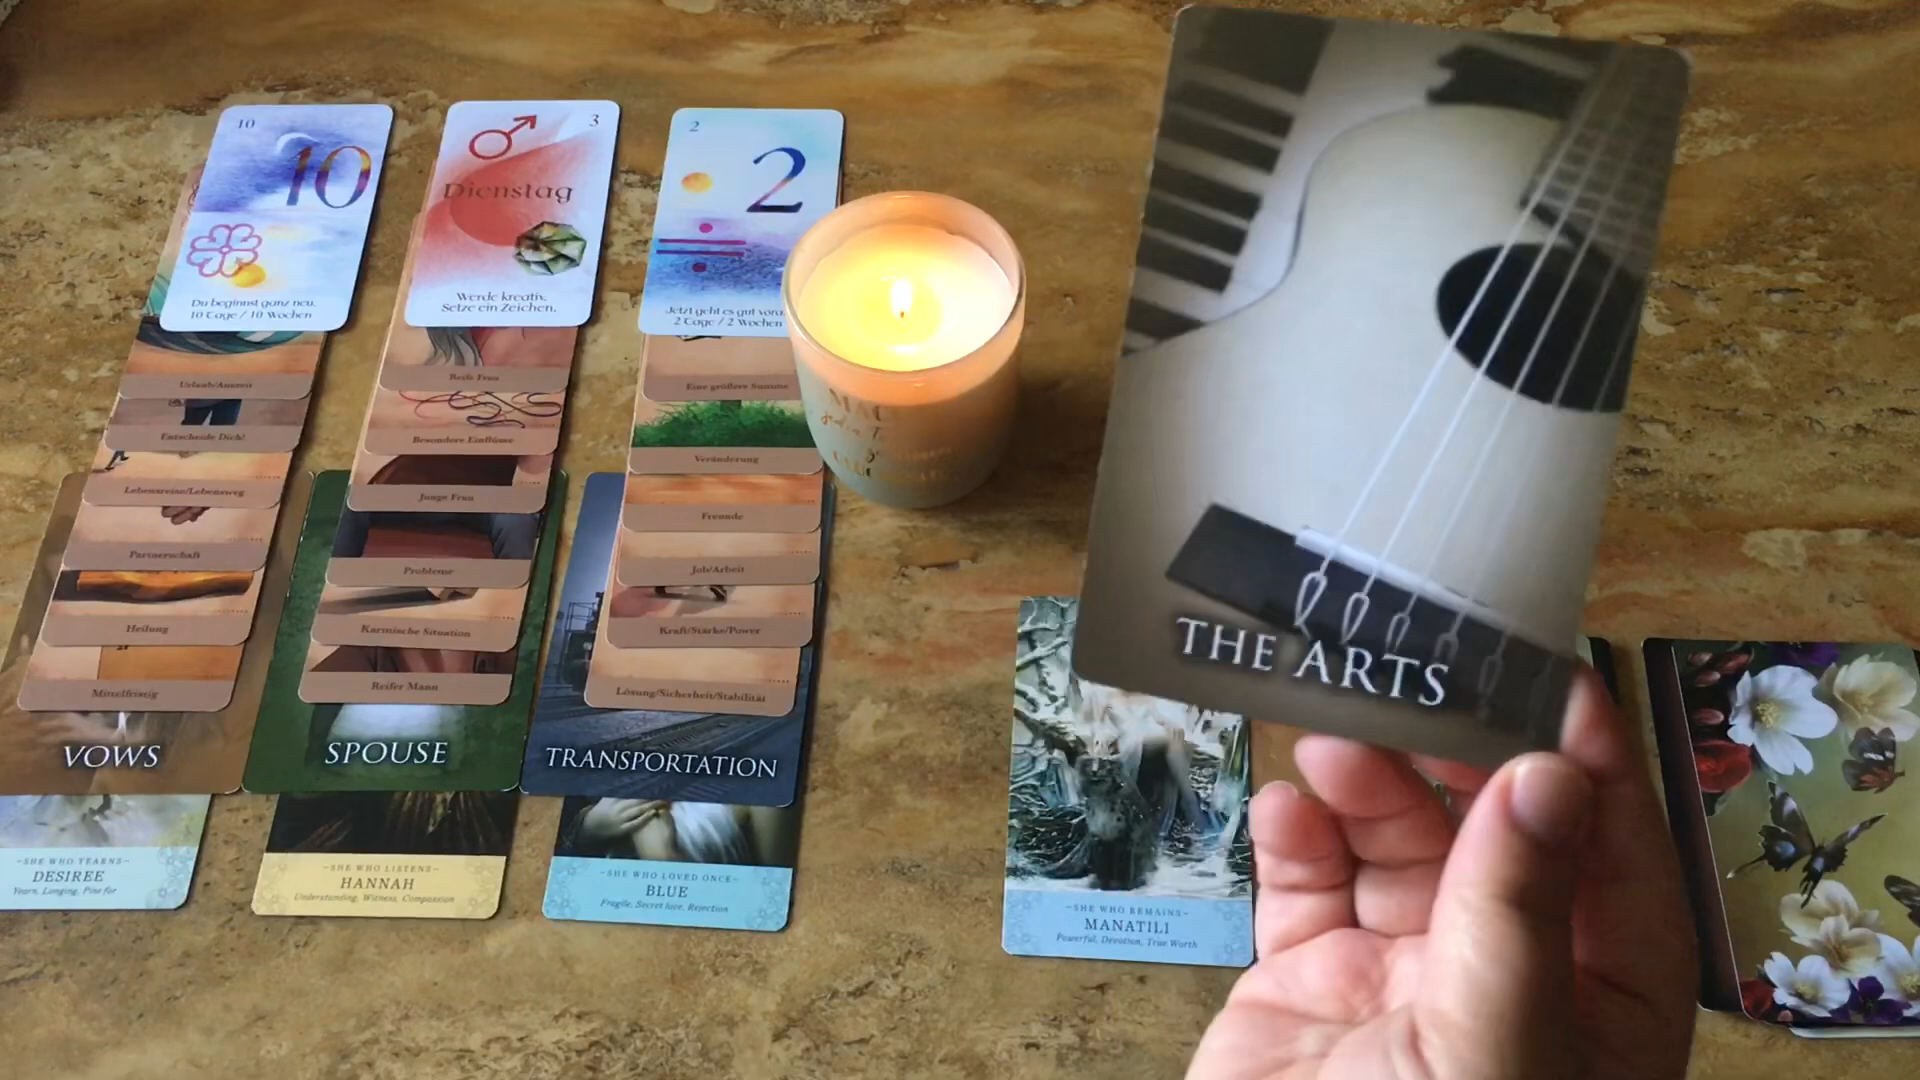 10
10
Du beginnst ganz neu.
10 Tage / 10 Wochen
Urlaub/Auszeit
Entscheide Dich!
Lebensreise/Lebensweg
Partnerschaft
Heilung
Mittelfristig
VOWS
~SHE WHO YEARNS~
DESIREE
Yearn, Longing, Pine for
3
Dienstag
Werde kreativ.
Setze ein Zeichen.
Reife Frau
Besondere Einflüsse
Junge Frau
Probleme
Karmische Situation
Reifer Mann
SPOUSE
~SHE WHO LISTENS~
HANNAH
Understanding, Witness, Compassion
2
2
Jetzt geht es gut vora
2 Tage / 2 Wochen
Eine größere Summe
Veränderung
Freunde
Job/Arbeit
Kraft/Stärke/Power
Lösung/Sicherheit/Stabilität
TRANSPORTATION
~SHE WHO LOVED ONCE~
BLUE
Fragile, Secret love, Rejection
THE ARTS
~SHE WHO REMAINS~
MANATILI
Powerful, Devotion, True Worth